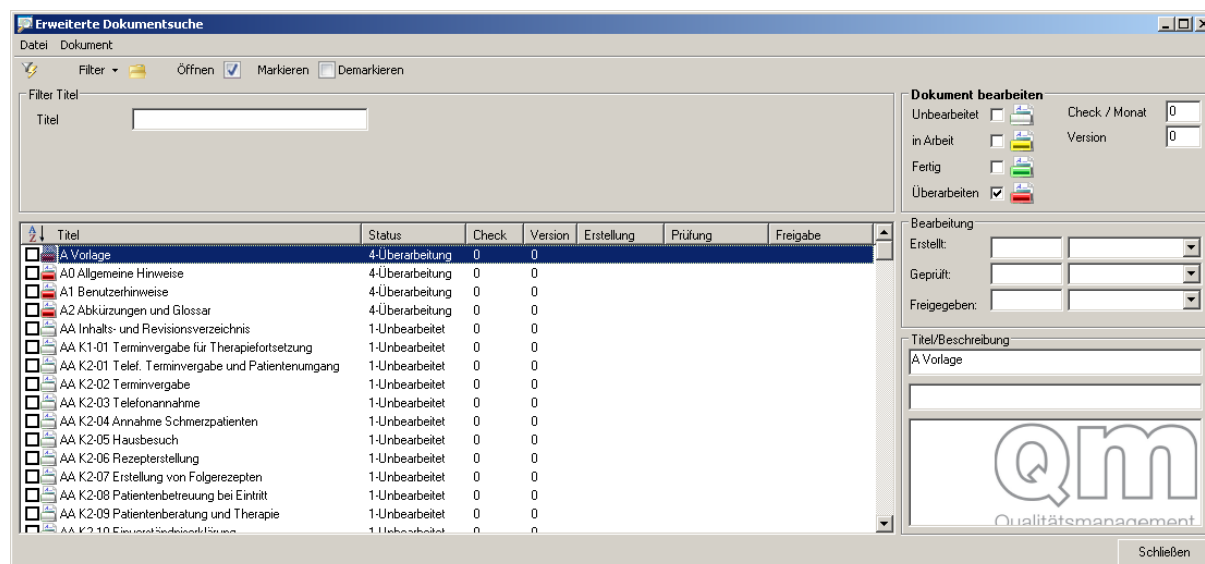 Erweiterte Dokumentsuche
Datei Dokument
Filter Öffnen Markieren Demarkieren
Filter Titel
Titel
Dokument bearbeiten
Unbearbeitet Check / Monat 0
in Arbeit Version 0
Fertig
Überarbeiten
Titel Status Check Version Erstellung Prüfung Freigabe
A Vorlage 4-Überarbeitung 0 0
A0 Allgemeine Hinweise 4-Überarbeitung 0 0
A1 Benutzerhinweise 4-Überarbeitung 0 0
A2 Abkürzungen und Glossar 4-Überarbeitung 0 0
AA Inhalts- und Revisionsverzeichnis 1-Unbearbeitet 0 0
AA K1-01 Terminvergabe für Therapiefortsetzung 1-Unbearbeitet 0 0
AA K2-01 Telef. Terminvergabe und Patientenumgang 1-Unbearbeitet 0 0
AA K2-02 Terminvergabe 1-Unbearbeitet 0 0
AA K2-03 Telefonannahme 1-Unbearbeitet 0 0
AA K2-04 Annahme Schmerzpatienten 1-Unbearbeitet 0 0
AA K2-05 Hausbesuch 1-Unbearbeitet 0 0
AA K2-06 Rezepterstellung 1-Unbearbeitet 0 0
AA K2-07 Erstellung von Folgerezepten 1-Unbearbeitet 0 0
AA K2-08 Patientenbetreuung bei Eintritt 1-Unbearbeitet 0 0
AA K2-09 Patientenberatung und Therapie 1-Unbearbeitet 0 0
AA K2-10 Einverständniserklärung 1-Unbearbeitet 0 0
Bearbeitung
Erstellt:
Geprüft:
Freigegeben:
Titel/Beschreibung
A Vorlage
Qm
Qualitätsmanagement
Schließen